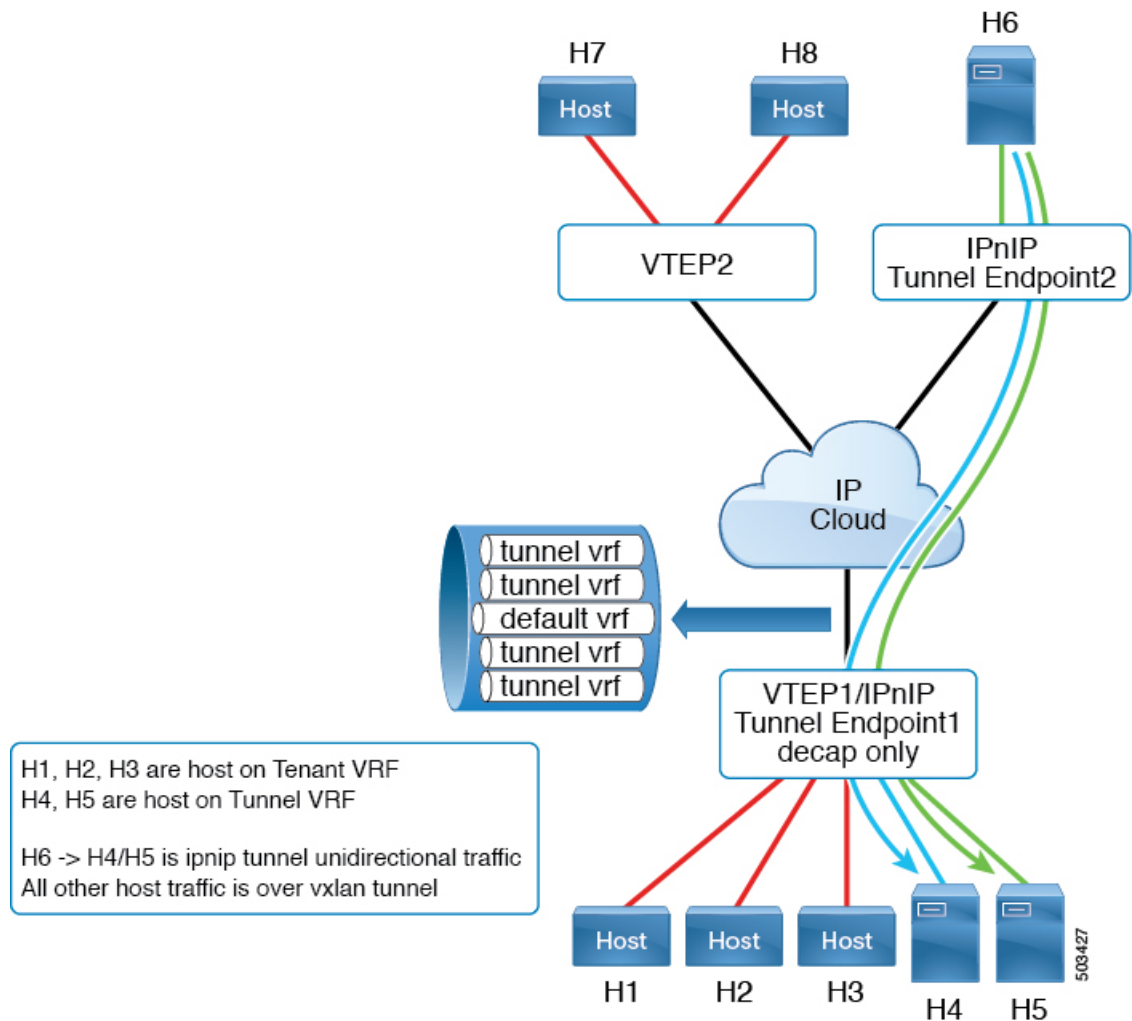 H6
H7
H8
Host
Host
VTEP2
IPnIP
Tunnel Endpoint2
IP
Cloud
tunnel vrf
tunnel vrf
default vrf
tunnel vrf
tunnel vrf
VTEP1/IPnIP
Tunnel Endpoint1
decap only
H1, H2, H3 are host on Tenant VRF
H4, H5 are host on Tunnel VRF
H6 -> H4/H5 is ipnip tunnel unidirectional traffic
All other host traffic is over vxlan tunnel
Host
Host
Host
H1
H2
H3
H4
H5
503427